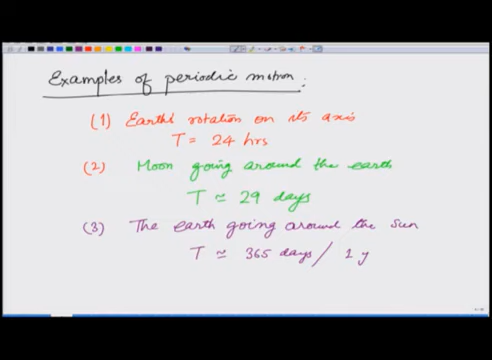 Examples of periodic motion:
(1) Earth's rotation on its axis
T = 24 hrs
(2) Moon going around the earth
T ≃ 29 days
(3) The earth going around the Sun
T ≃ 365 days / 1 y